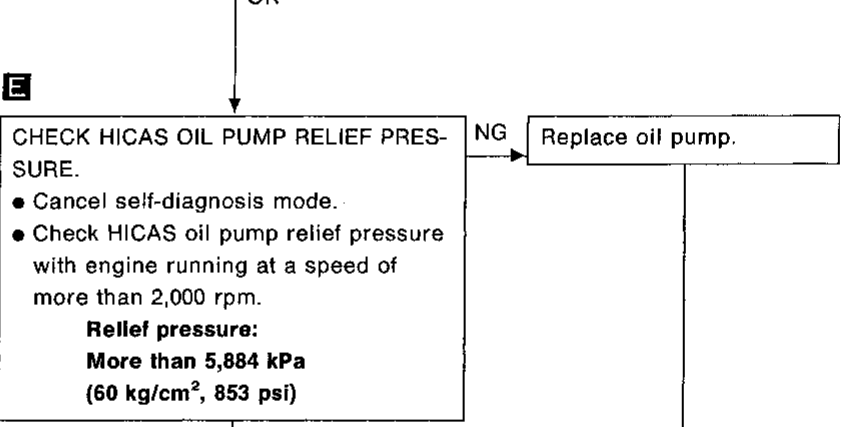 E
CHECK HICAS OIL PUMP RELIEF PRES-
SURE.
● Cancel self-diagnosis mode.
● Check HICAS oil pump relief pressure
with engine running at a speed of
more than 2,000 rpm.
Relief pressure:
More than 5,884 kPa
(60 kg/cm², 853 psi)
NG
Replace oil pump.